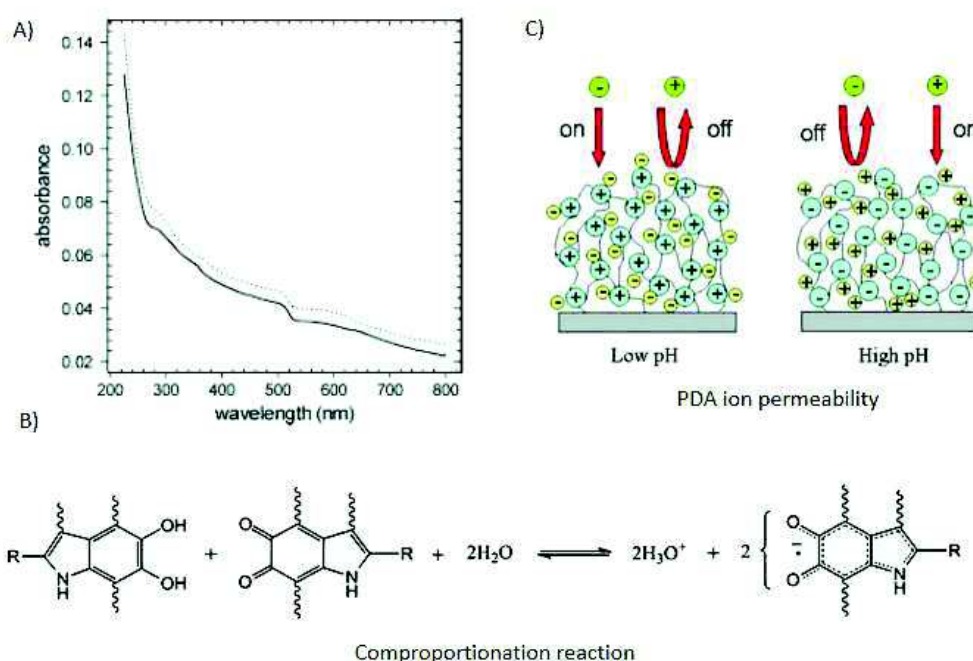 A)
absorbance
0.14
0.12
0.10
0.08
0.06
0.04
0.02
200 300 400 500 600 700 800
wavelength (nm)
C)
- + - +
on off off on
Low pH High pH
PDA ion permeability
B)
R N H OH OH + O O N H R + 2H₂O ⇌ 2H₃O⁺ + 2 { O O N H R
Comproportionation reaction